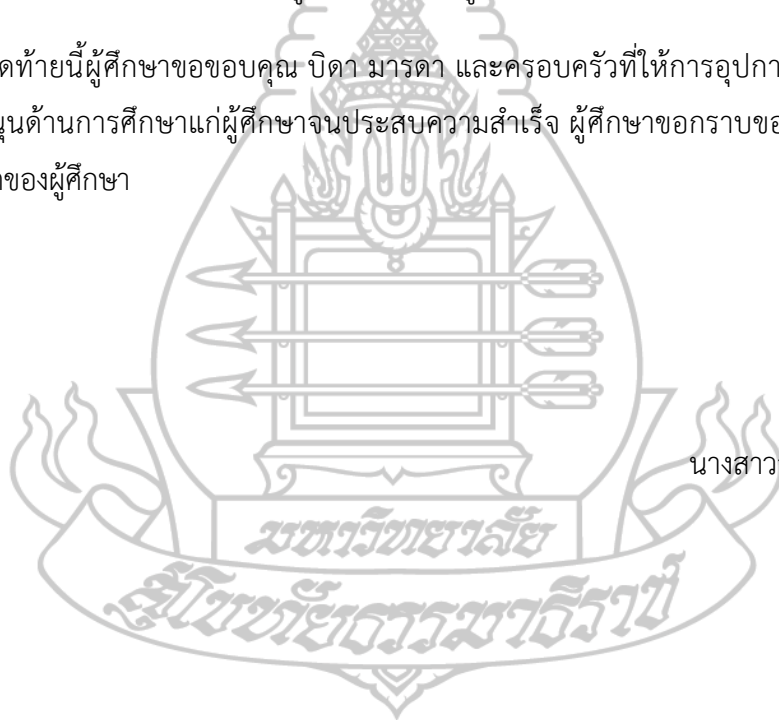 ดท้ายนี้ผู้ศึกษาขอขอบคุณ บิดา มารดา และครอบครัวที่ให้การอุปกา
นุนด้านการศึกษาแก่ผู้ศึกษาจนประสบความสำเร็จ ผู้ศึกษาขอกราบขอ
ของผู้ศึกษา
นางสาว
มหาวิทยาลัย
สุโขทัยธรรมาธิราช